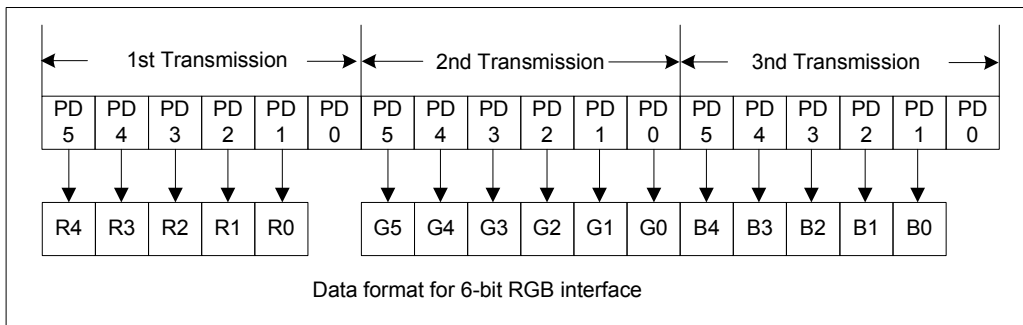 1st Transmission 2nd Transmission 3nd Transmission
PD PD PD PD PD PD PD PD PD PD PD PD PD PD PD PD PD PD
5 4 3 2 1 0 5 4 3 2 1 0 5 4 3 2 1 0
R4 R3 R2 R1 R0 G5 G4 G3 G2 G1 G0 B4 B3 B2 B1 B0
Data format for 6-bit RGB interface